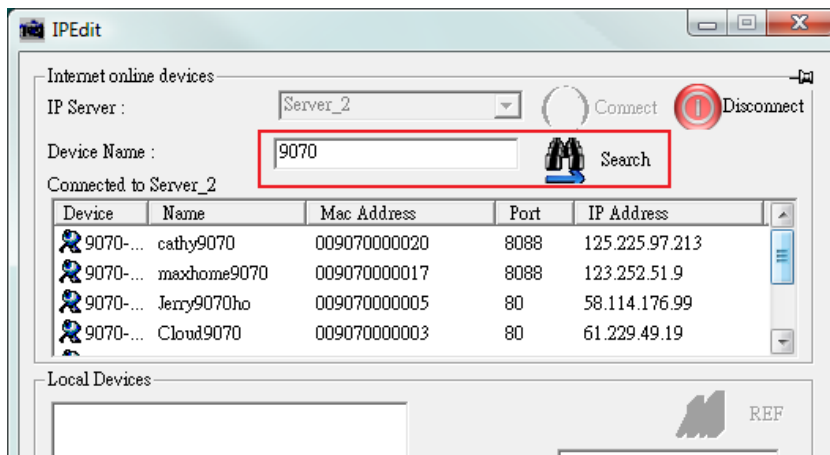 IPEdit
Internet online devices
IP Server : Server_2 Connect Disconnect
Device Name : 9070 Search
Connected to Server_2
Device Name Mac Address Port IP Address
9070-... cathy9070 009070000020 8088 125.225.97.213
9070-... maxhome9070 009070000017 8088 123.252.51.9
9070-... Jerry9070ho 009070000005 80 58.114.176.99
9070-... Cloud9070 009070000003 80 61.229.49.19
Local Devices
REF